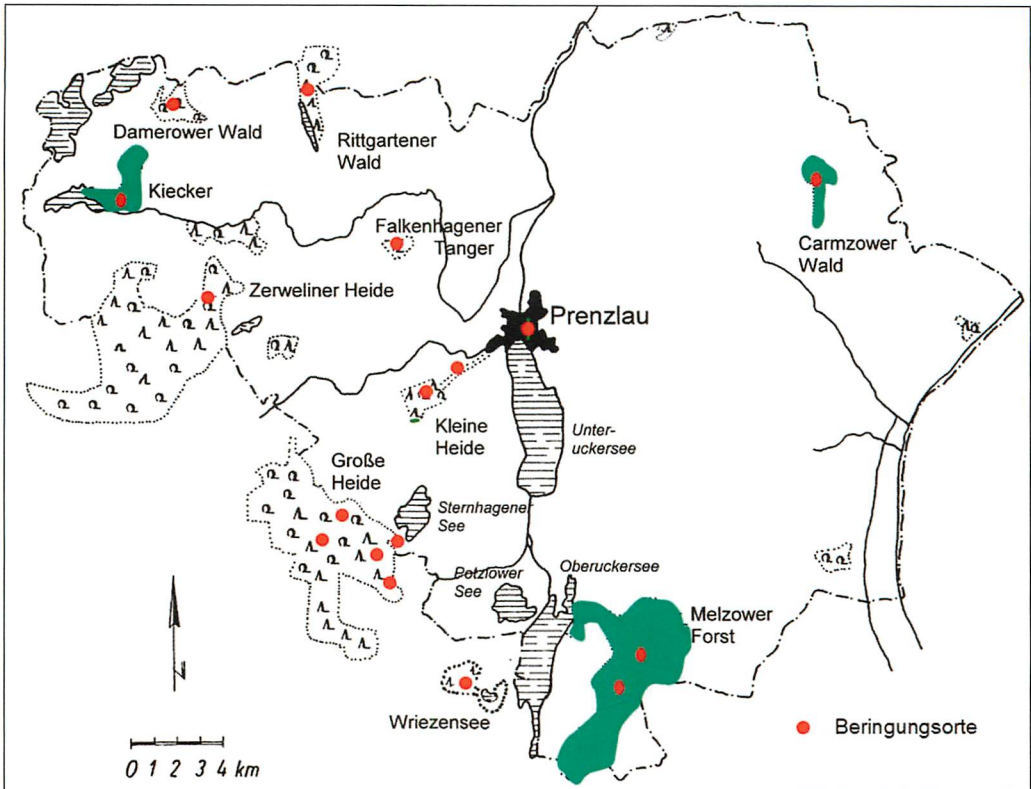 Damerower Wald
Rittgartener
Wald
Kiecker
Falkenhagener
Tanger
Carmzower
Wald
Zerweliner Heide
Prenzlau
Kleine
Heide
Unter-
uckersee
Große
Heide
Sternhagener
See
Potzlower
See
Oberuckersee
Melzower
Forst
Wriezensee
Beringungsorte
0 1 2 3 4 km